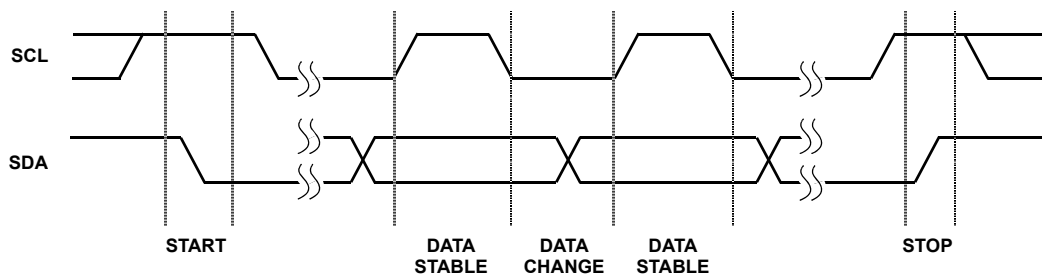 SCL
SDA
START
DATA
STABLE
DATA
CHANGE
DATA
STABLE
STOP